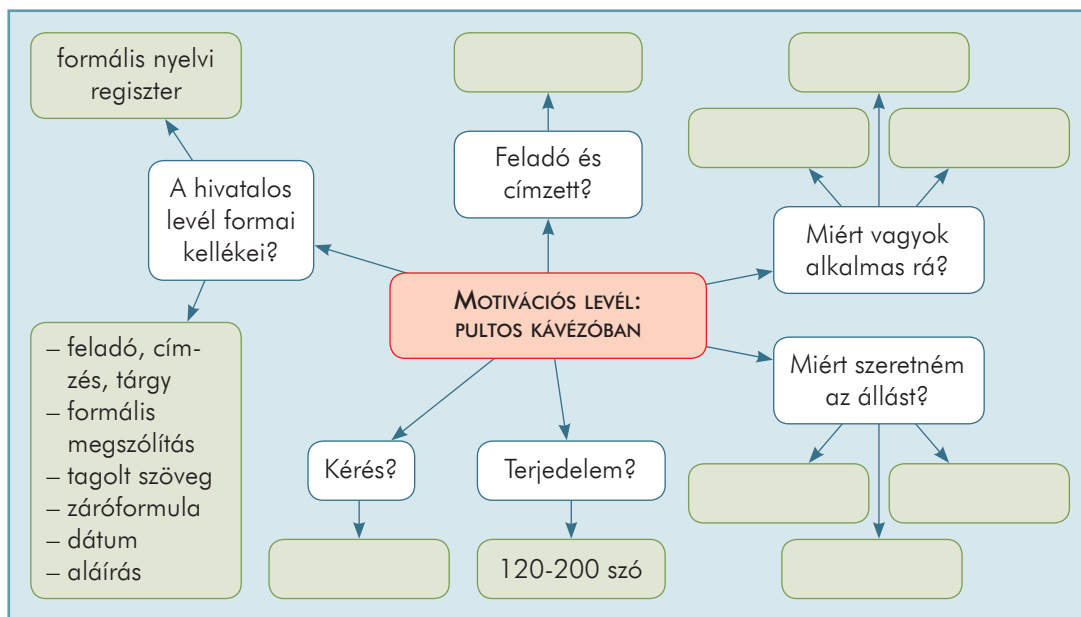 formális nyelvi
regiszter
A hivatalos
levél formai
kellékei?
– feladó, cím-
zés, tárgy
– formális
megszólítás
– tagolt szöveg
– záróformula
– dátum
– aláírás
Feladó és
címzett?
MOTIVÁCIÓS LEVÉL:
PULTOS KÁVÉZÓBAN
Kérés?
Terjedelem?
120-200 szó
Miért vagyok
alkalmas rá?
Miért szeretném
az állást?